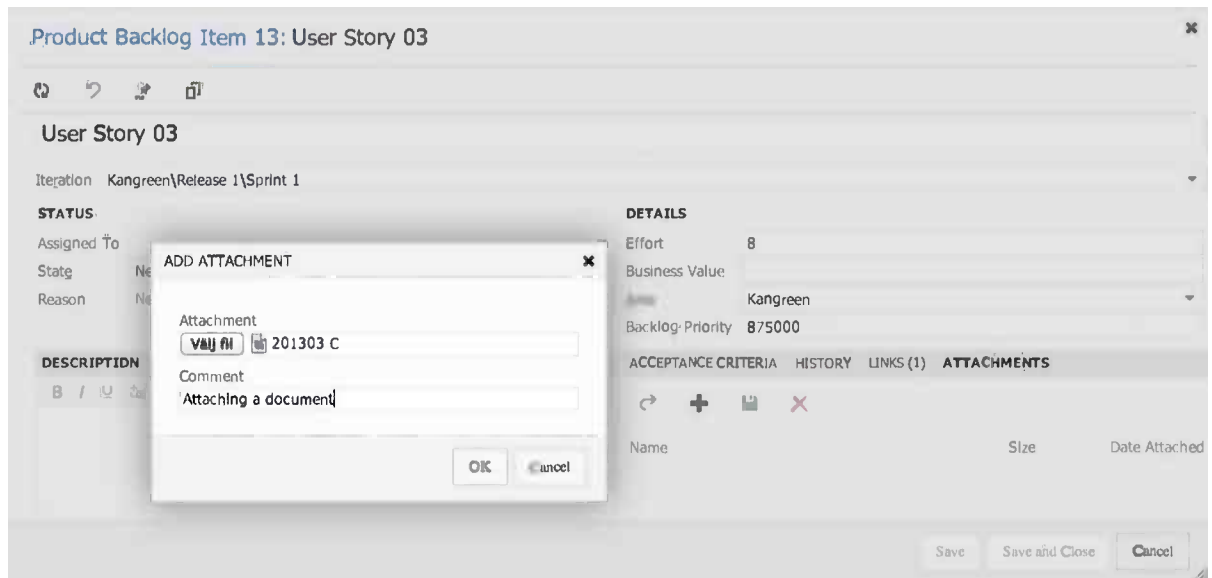 Product Backlog Item 13: User Story 03
User Story 03
Iteration Kangreen\Release 1\Sprint 1
STATUS
Assigned To
State Ne
Reason Ne
DETAILS
Effort 8
Business Value
Kangreen
Backlog Priority 875000
ADD ATTACHMENT
Attachment
Välj fil 201303 C
Comment
Attaching a document
OK Cancel
DESCRIPTION
B I U
ACCEPTANCE CRITERIA HISTORY LINKS (1) ATTACHMENTS
Name Size Date Attached
Save Save and Close Cancel